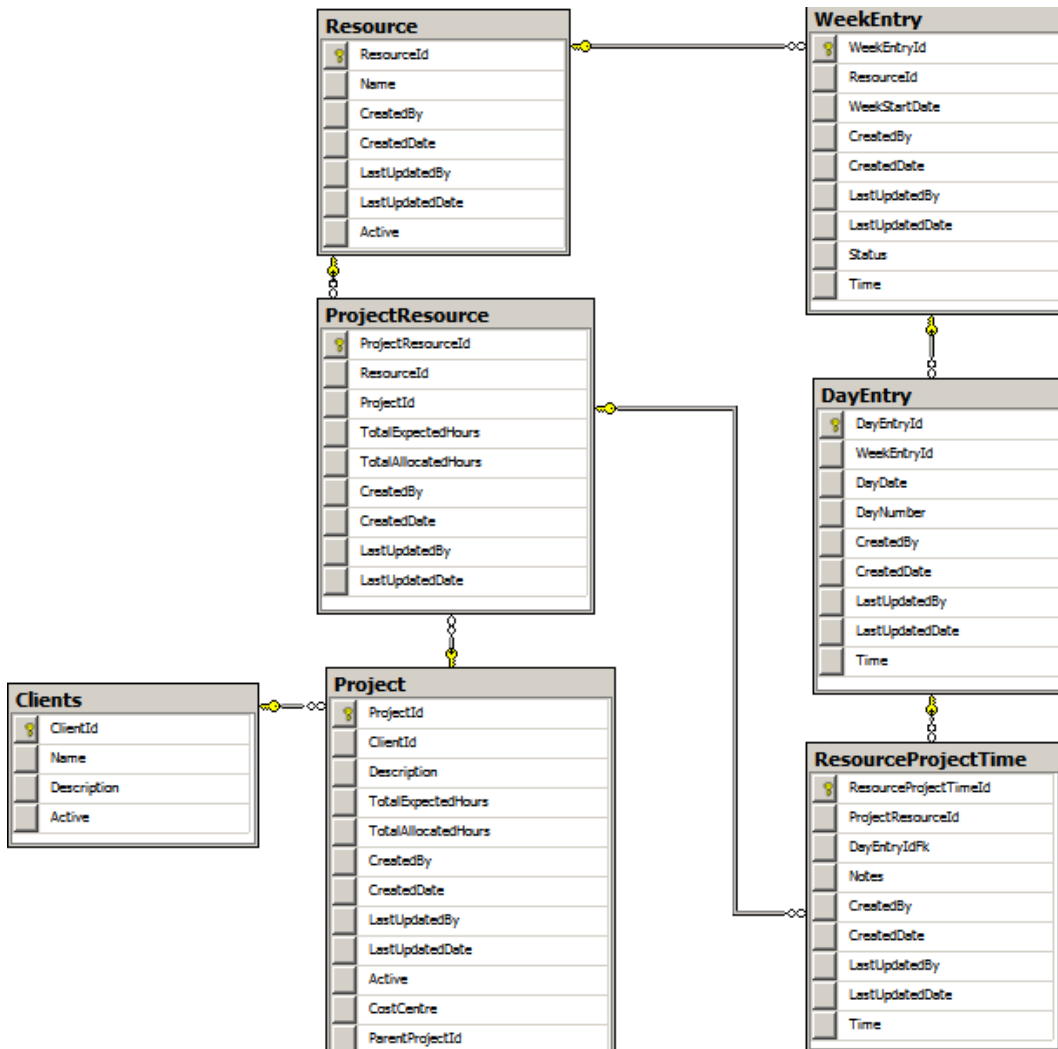 Resource
ResourceId
Name
CreatedBy
CreatedDate
LastUpdatedBy
LastUpdatedDate
Active
WeekEntry
WeekEntryId
ResourceId
WeekStartDate
CreatedBy
CreatedDate
LastUpdatedBy
LastUpdatedDate
Status
Time
ProjectResource
ProjectResourceId
ResourceId
ProjectId
TotalExpectedHours
TotalAllocatedHours
CreatedBy
CreatedDate
LastUpdatedBy
LastUpdatedDate
DayEntry
DayEntryId
WeekEntryId
DayDate
DayNumber
CreatedBy
CreatedDate
LastUpdatedBy
LastUpdatedDate
Time
Clients
ClientId
Name
Description
Active
Project
ProjectId
ClientId
Description
TotalExpectedHours
TotalAllocatedHours
CreatedBy
CreatedDate
LastUpdatedBy
LastUpdatedDate
Active
CostCentre
ParentProjectId
ResourceProjectTime
ResourceProjectTimeId
ProjectResourceId
DayEntryIdFk
Notes
CreatedBy
CreatedDate
LastUpdatedBy
LastUpdatedDate
Time